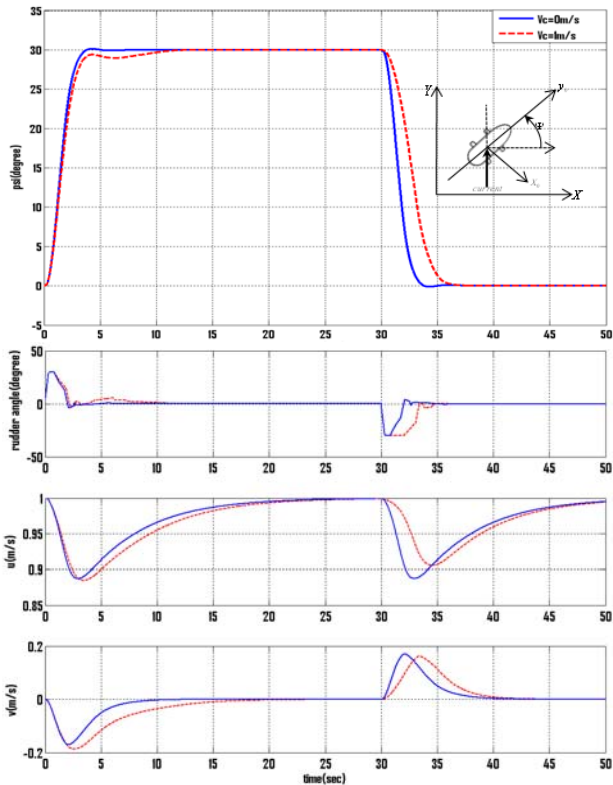 Vc=0m/s
Vc=1m/s
35
30
25
20
15
10
5
0
-5
psi(degree)
Y
y
Ψ
current
X
0 5 10 15 20 25 30 35 40 45 50
50
0
-50
rudder angle(degree)
0 5 10 15 20 25 30 35 40 45 50
1
0.95
0.9
0.85
u(m/s)
0 5 10 15 20 25 30 35 40 45 50
0.2
0
-0.2
v(m/s)
0 5 10 15 20 25 30 35 40 45 50
time(sec)